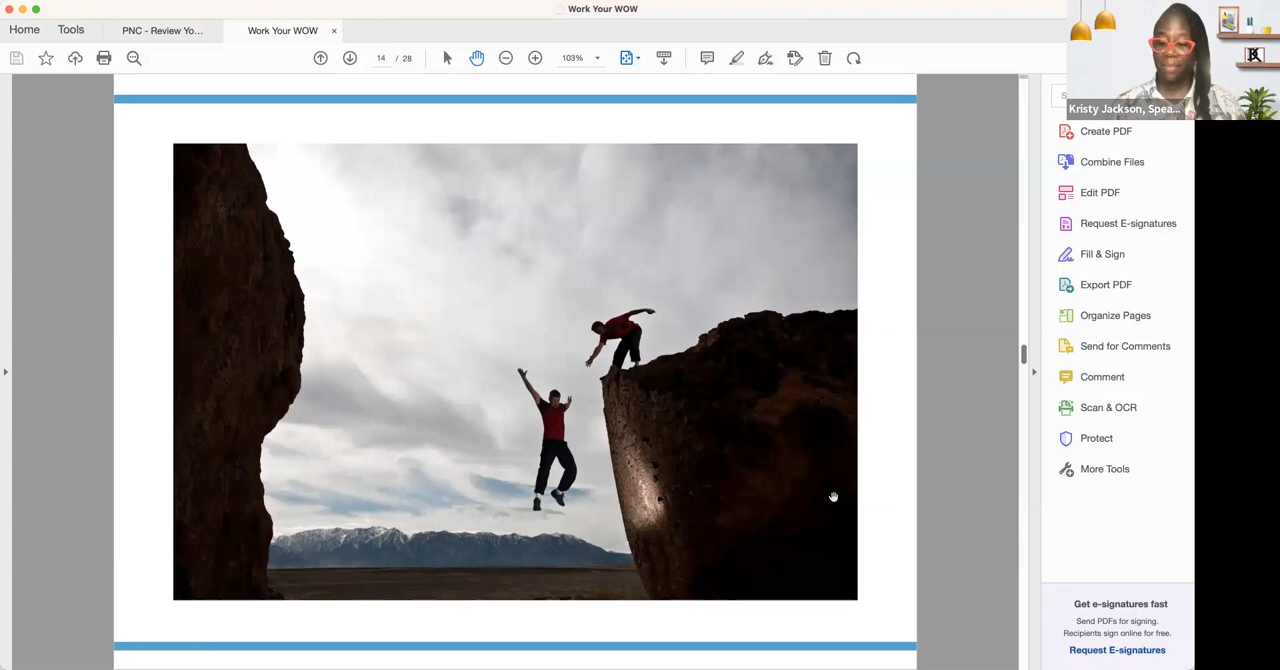 Work Your WOW
Home
Tools
PNC - Review Yo...
Work Your WOW
×
14 / 28
103%
S
Kristy Jackson, Spea...
Create PDF
Combine Files
Edit PDF
Request E-signatures
Fill & Sign
Export PDF
Organize Pages
Send for Comments
Comment
Scan & OCR
Protect
More Tools
Get e-signatures fast
Send PDFs for signing.
Recipients sign online for free.
Request E-signatures